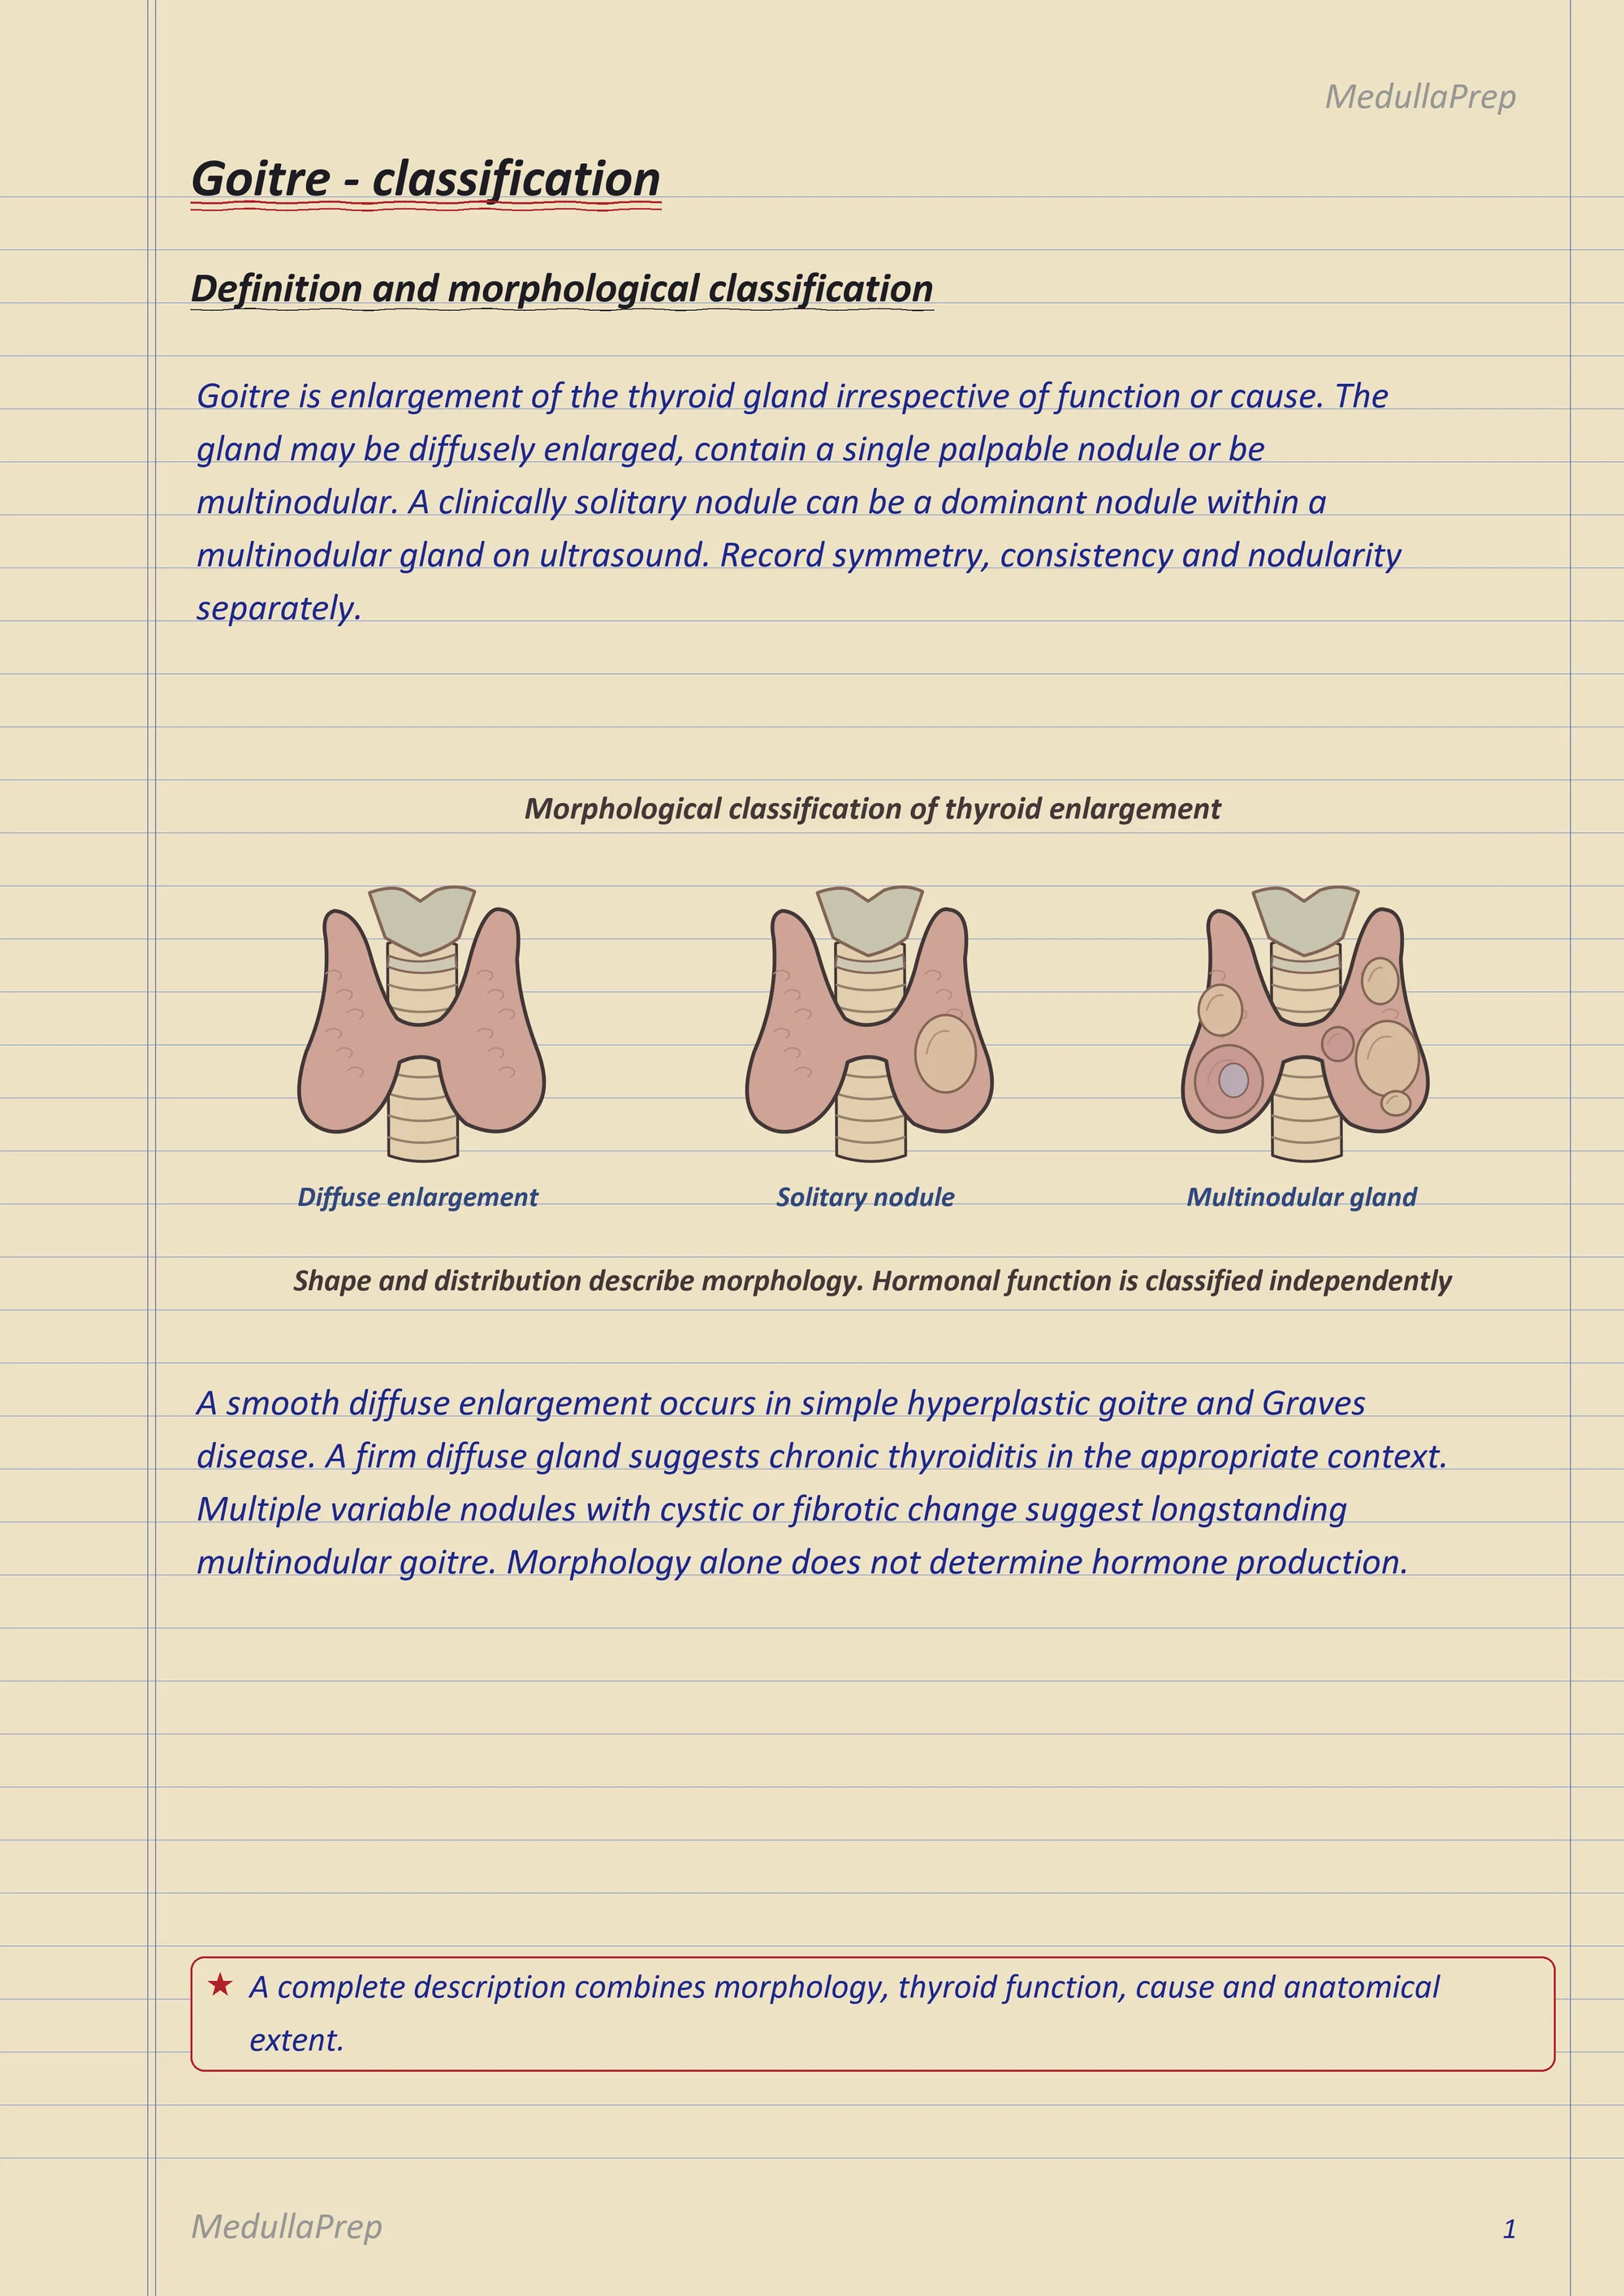 MedullaPrep
Goitre - classification
Definition and morphological classification
Goitre is enlargement of the thyroid gland irrespective of function or cause. The
gland may be diffusely enlarged, contain a single palpable nodule or be
multinodular. A clinically solitary nodule can be a dominant nodule within a
multinodular gland on ultrasound. Record symmetry, consistency and nodularity
separately.
Morphological classification of thyroid enlargement
Diffuse enlargement
Solitary nodule
Multinodular gland
Shape and distribution describe morphology. Hormonal function is classified independently
A smooth diffuse enlargement occurs in simple hyperplastic goitre and Graves
disease. A firm diffuse gland suggests chronic thyroiditis in the appropriate context.
Multiple variable nodules with cystic or fibrotic change suggest longstanding
multinodular goitre. Morphology alone does not determine hormone production.
★ A complete description combines morphology, thyroid function, cause and anatomical
extent.
MedullaPrep
1